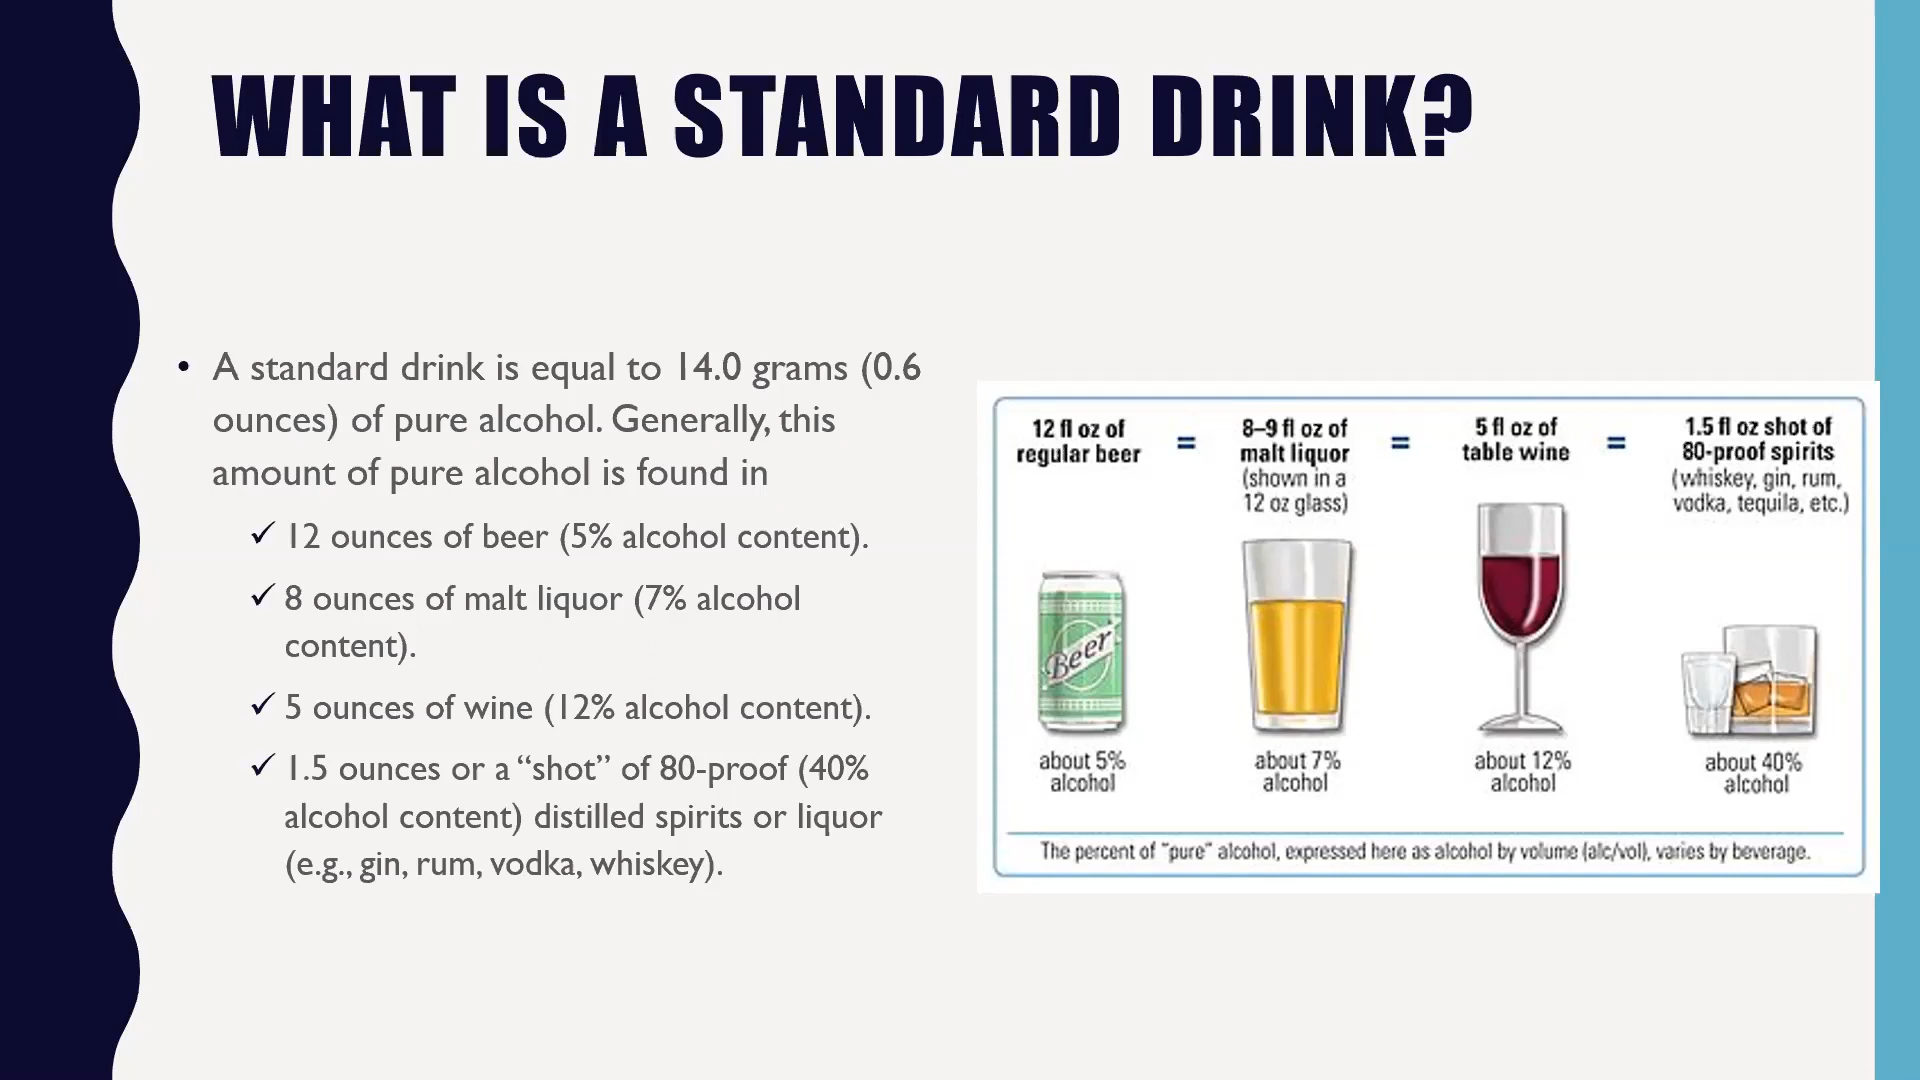 WHAT IS A STANDARD DRINK?
• A standard drink is equal to 14.0 grams (0.6
ounces) of pure alcohol. Generally, this
amount of pure alcohol is found in
✓ 12 ounces of beer (5% alcohol content).
✓ 8 ounces of malt liquor (7% alcohol
content).
✓ 5 ounces of wine (12% alcohol content).
✓ 1.5 ounces or a “shot” of 80-proof (40%
alcohol content) distilled spirits or liquor
(e.g., gin, rum, vodka, whiskey).
12 fl oz of
regular beer
=
8–9 fl oz of
malt liquor
(shown in a
12 oz glass)
=
5 fl oz of
table wine
=
1.5 fl oz shot of
80-proof spirits
(whiskey, gin, rum,
vodka, tequila, etc.)
Beer
about 5%
alcohol
about 7%
alcohol
about 12%
alcohol
about 40%
alcohol
The percent of "pure" alcohol, expressed here as alcohol by volume (alc/vol), varies by beverage.